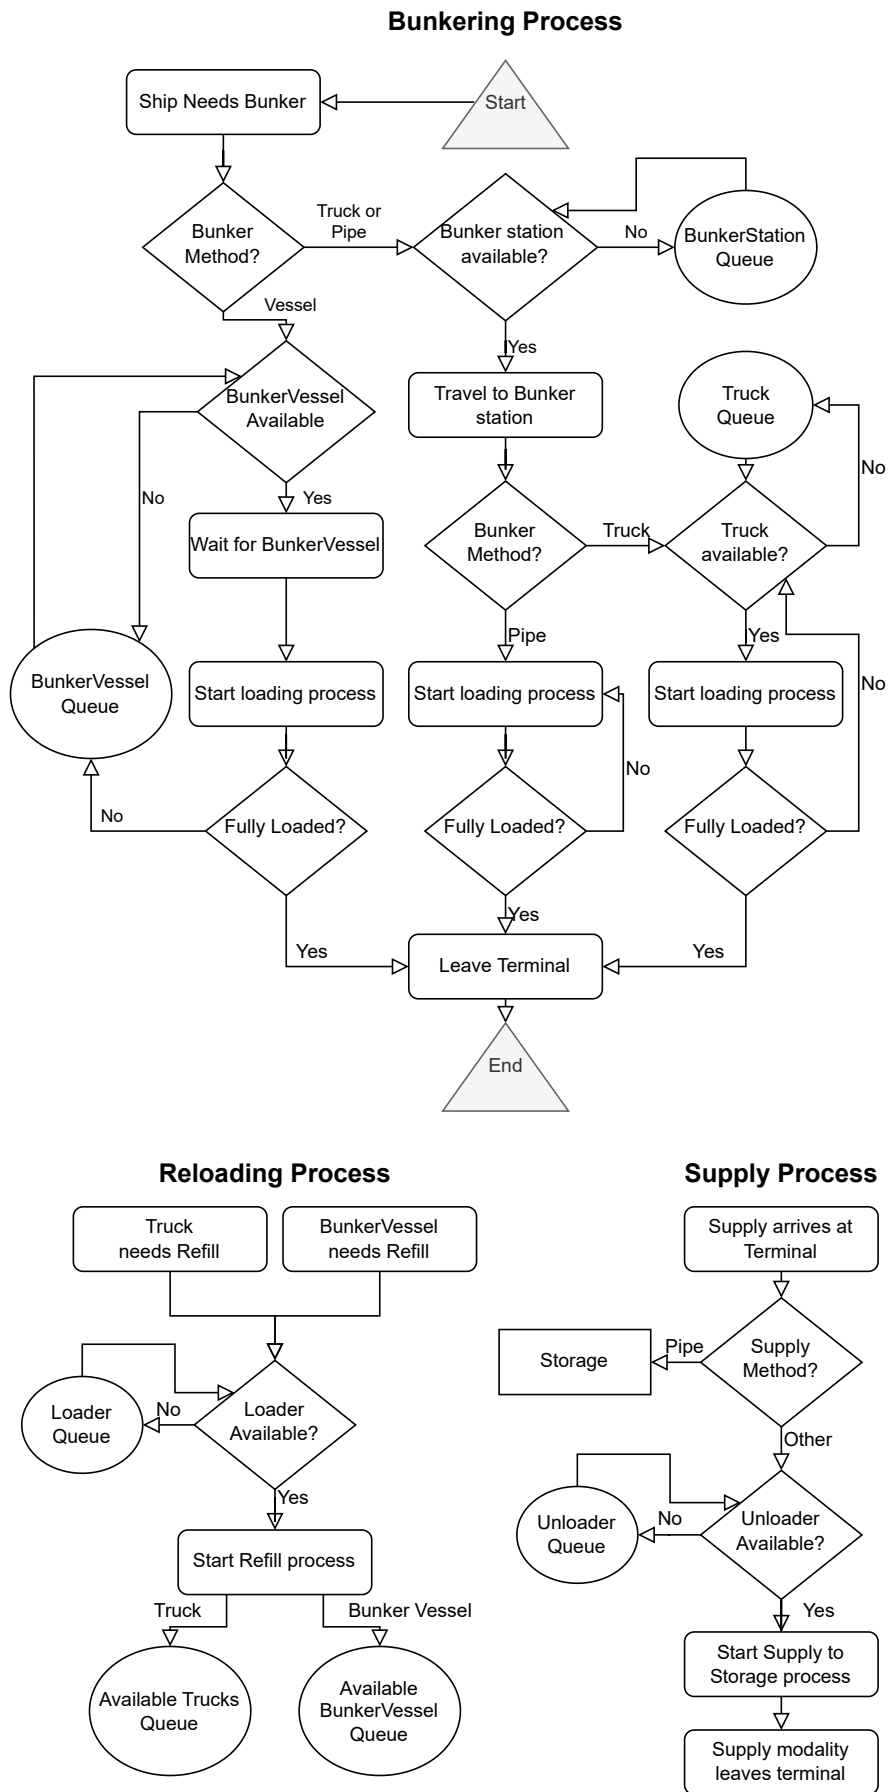 Bunkering Process
Ship Needs Bunker
Start
Bunker
Method?
Truck or
Pipe
Bunker station
available?
No
BunkerStation
Queue
Vessel
Yes
BunkerVessel
Available
Travel to Bunker
station
Truck
Queue
No
No
Yes
Wait for BunkerVessel
Bunker
Method?
Truck
Truck
available?
Pipe
Yes
BunkerVessel
Queue
Start loading process
Start loading process
Start loading process
No
No
No
Fully Loaded?
Fully Loaded?
Fully Loaded?
Yes
Yes
Yes
Leave Terminal
End
Reloading Process
Truck
needs Refill
BunkerVessel
needs Refill
Loader
Queue
No
Loader
Available?
Yes
Start Refill process
Truck
Bunker Vessel
Available Trucks
Queue
Available
BunkerVessel
Queue
Supply Process
Supply arrives at
Terminal
Storage
Pipe
Supply
Method?
Other
Unloader
Queue
No
Unloader
Available?
Yes
Start Supply to
Storage process
Supply modality
leaves terminal